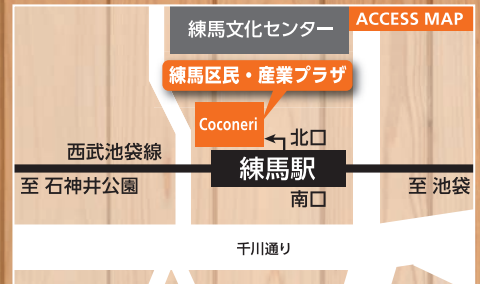 練馬文化センター
ACCESS MAP
練馬区民・産業プラザ
Coconeri
北口
西武池袋線
練馬駅
至 石神井公園
至 池袋
南口
千川通り